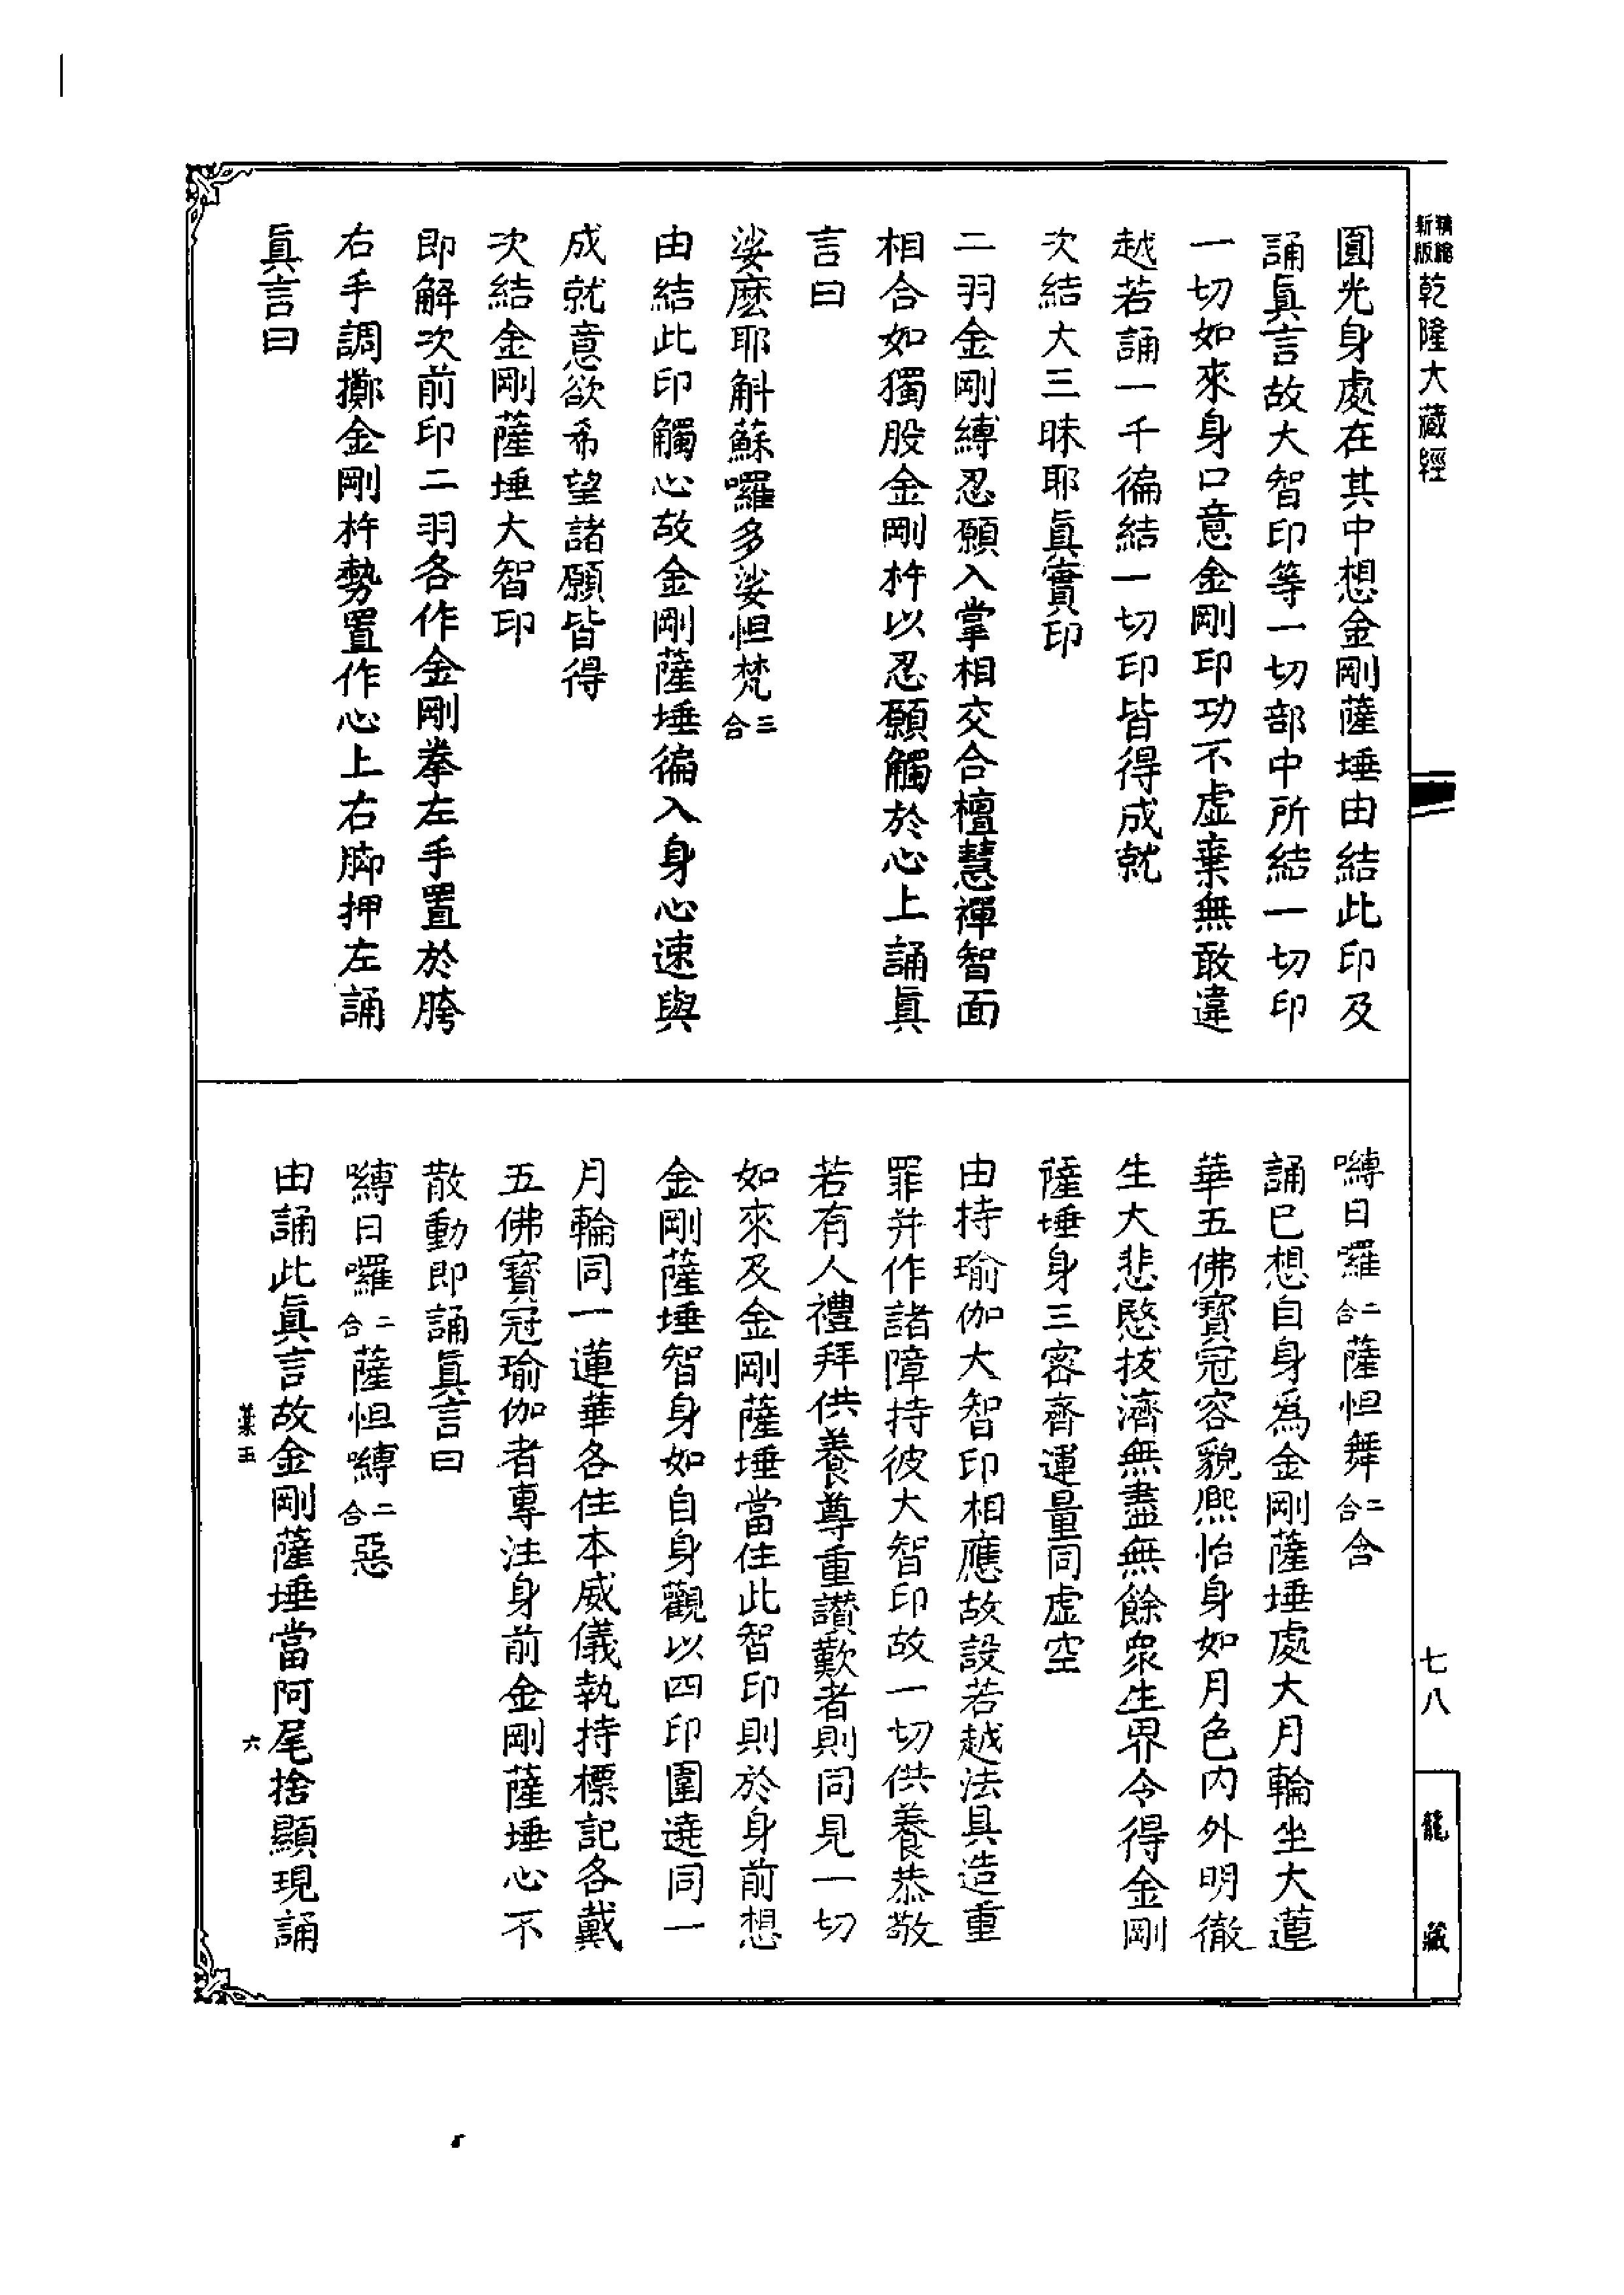 精縮新版乾隆大藏經
七八
龍藏
圓光身處在其中想金剛薩埵由結此印及
誦眞言故大智印等一切部中所結一切印
一切如來身口意金剛印功不虛棄無敢違
越若誦一千徧結一切印皆得成就
次結大三昧耶眞實印
二羽金剛縛忍願入掌相交合檀慧禪智面
相合如獨股金剛杵以忍願觸於心上誦眞
言曰
娑麽耶斛蘇囉多娑怛梵三合
由結此印觸心故金剛薩埵徧入身心速與
成就意欲希望諸願皆得
次結金剛薩埵大智印
即解次前印二羽各作金剛拳左手置於胯
右手調擲金剛杵勢置作心上右脚押左誦
眞言曰
嚩日囉二合薩怛舞二合含
誦已想自身爲金剛薩埵處大月輪坐大蓮
華五佛寶冠容貌熈怡身如月色内外明徹
生大悲愍拔濟無盡無餘衆生界令得金剛
薩埵身三密齊運量同虛空
由持瑜伽大智印相應故設若越法具造重
罪并作諸障持彼大智印故一切供養恭敬
若有人禮拜供養尊重讚歎者則同見一切
如來及金剛薩埵當住此智印則於身前想
金剛薩埵智身如自身觀以四印圍遶同一
月輪同一蓮華各住本威儀執持標記各戴
五佛寶冠瑜伽者專注身前金剛薩埵心不
散動即誦眞言曰
嚩日囉二合薩怛嚩二合惡
由誦此眞言故金剛薩埵當阿尾捨顯現誦
六